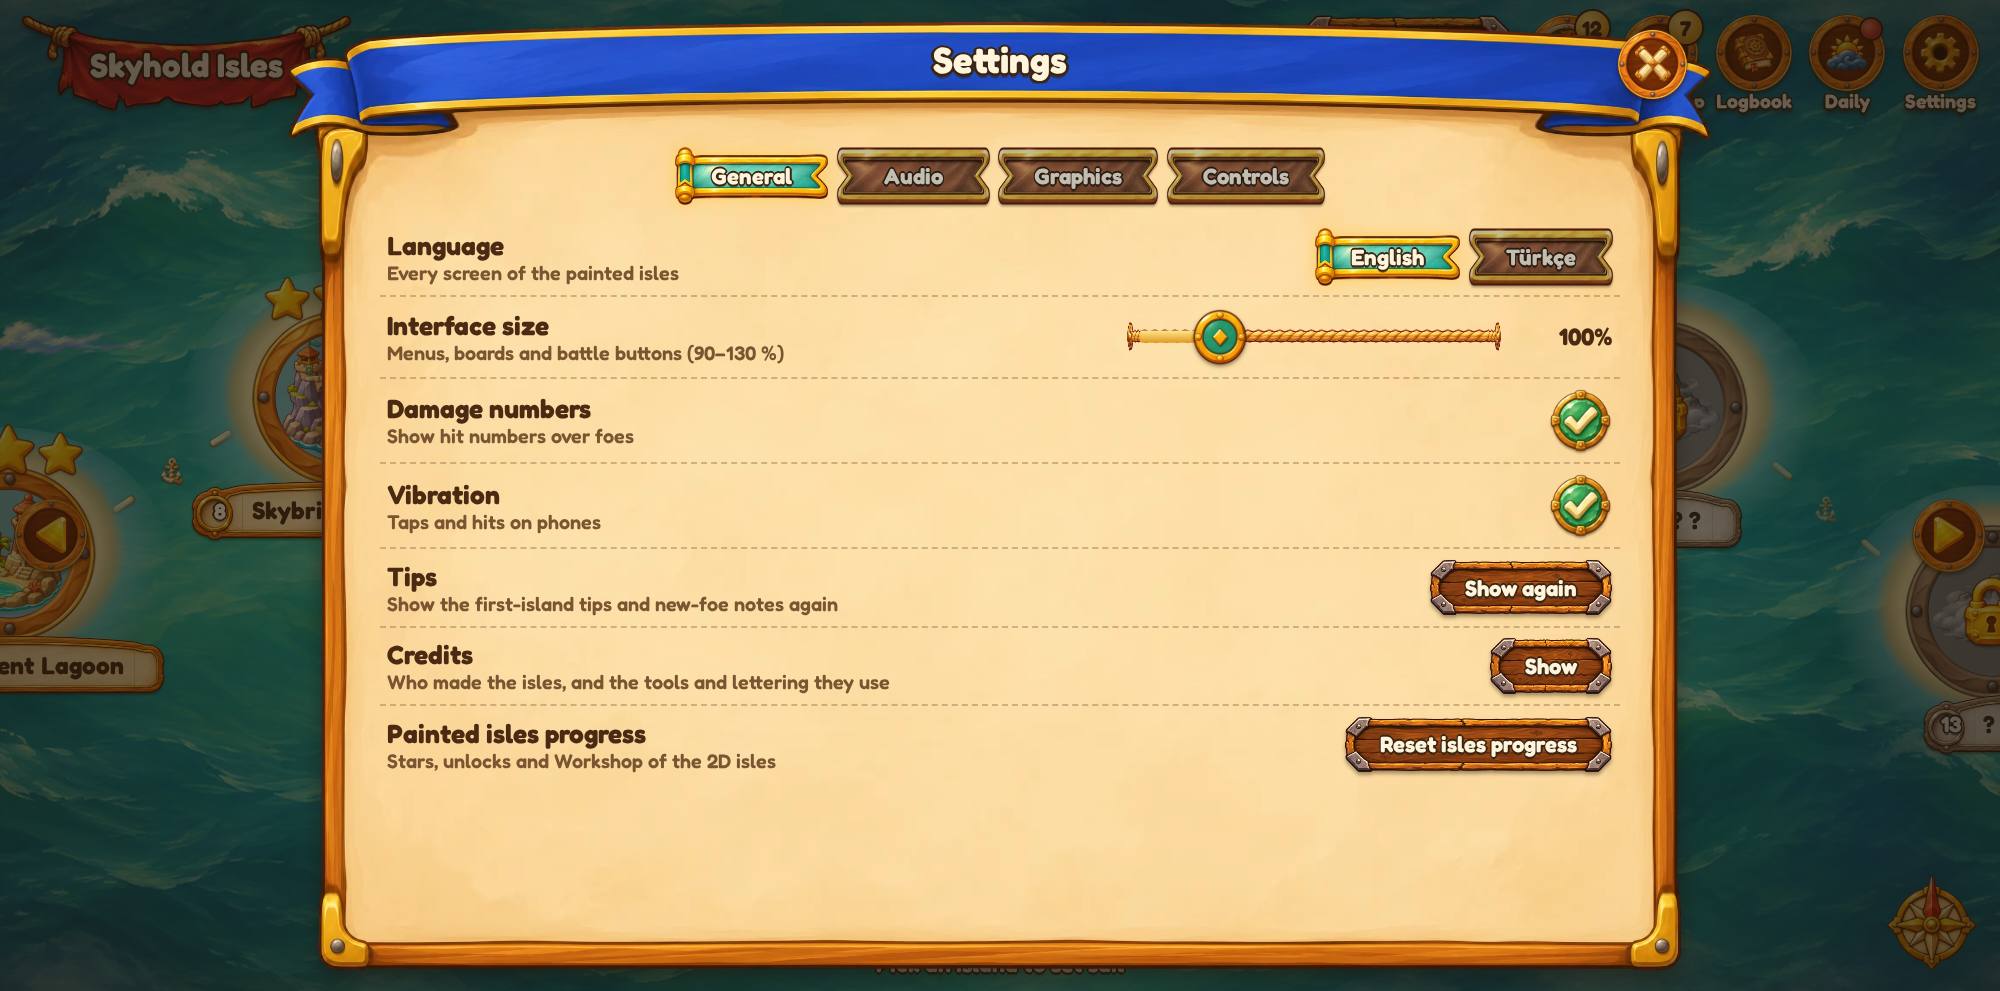 Skyhold Isles
Settings
12
7
Logbook
Daily
Settings
General
Audio
Graphics
Controls
Language
Every screen of the painted isles
English
Türkçe
Interface size
Menus, boards and battle buttons (90–130 %)
100%
Damage numbers
Show hit numbers over foes
Vibration
Taps and hits on phones
Tips
Show the first-island tips and new-foe notes again
Show again
Credits
Who made the isles, and the tools and lettering they use
Show
Painted isles progress
Stars, unlocks and Workshop of the 2D isles
Reset isles progress
8
Lagoon
? ?
13 ?